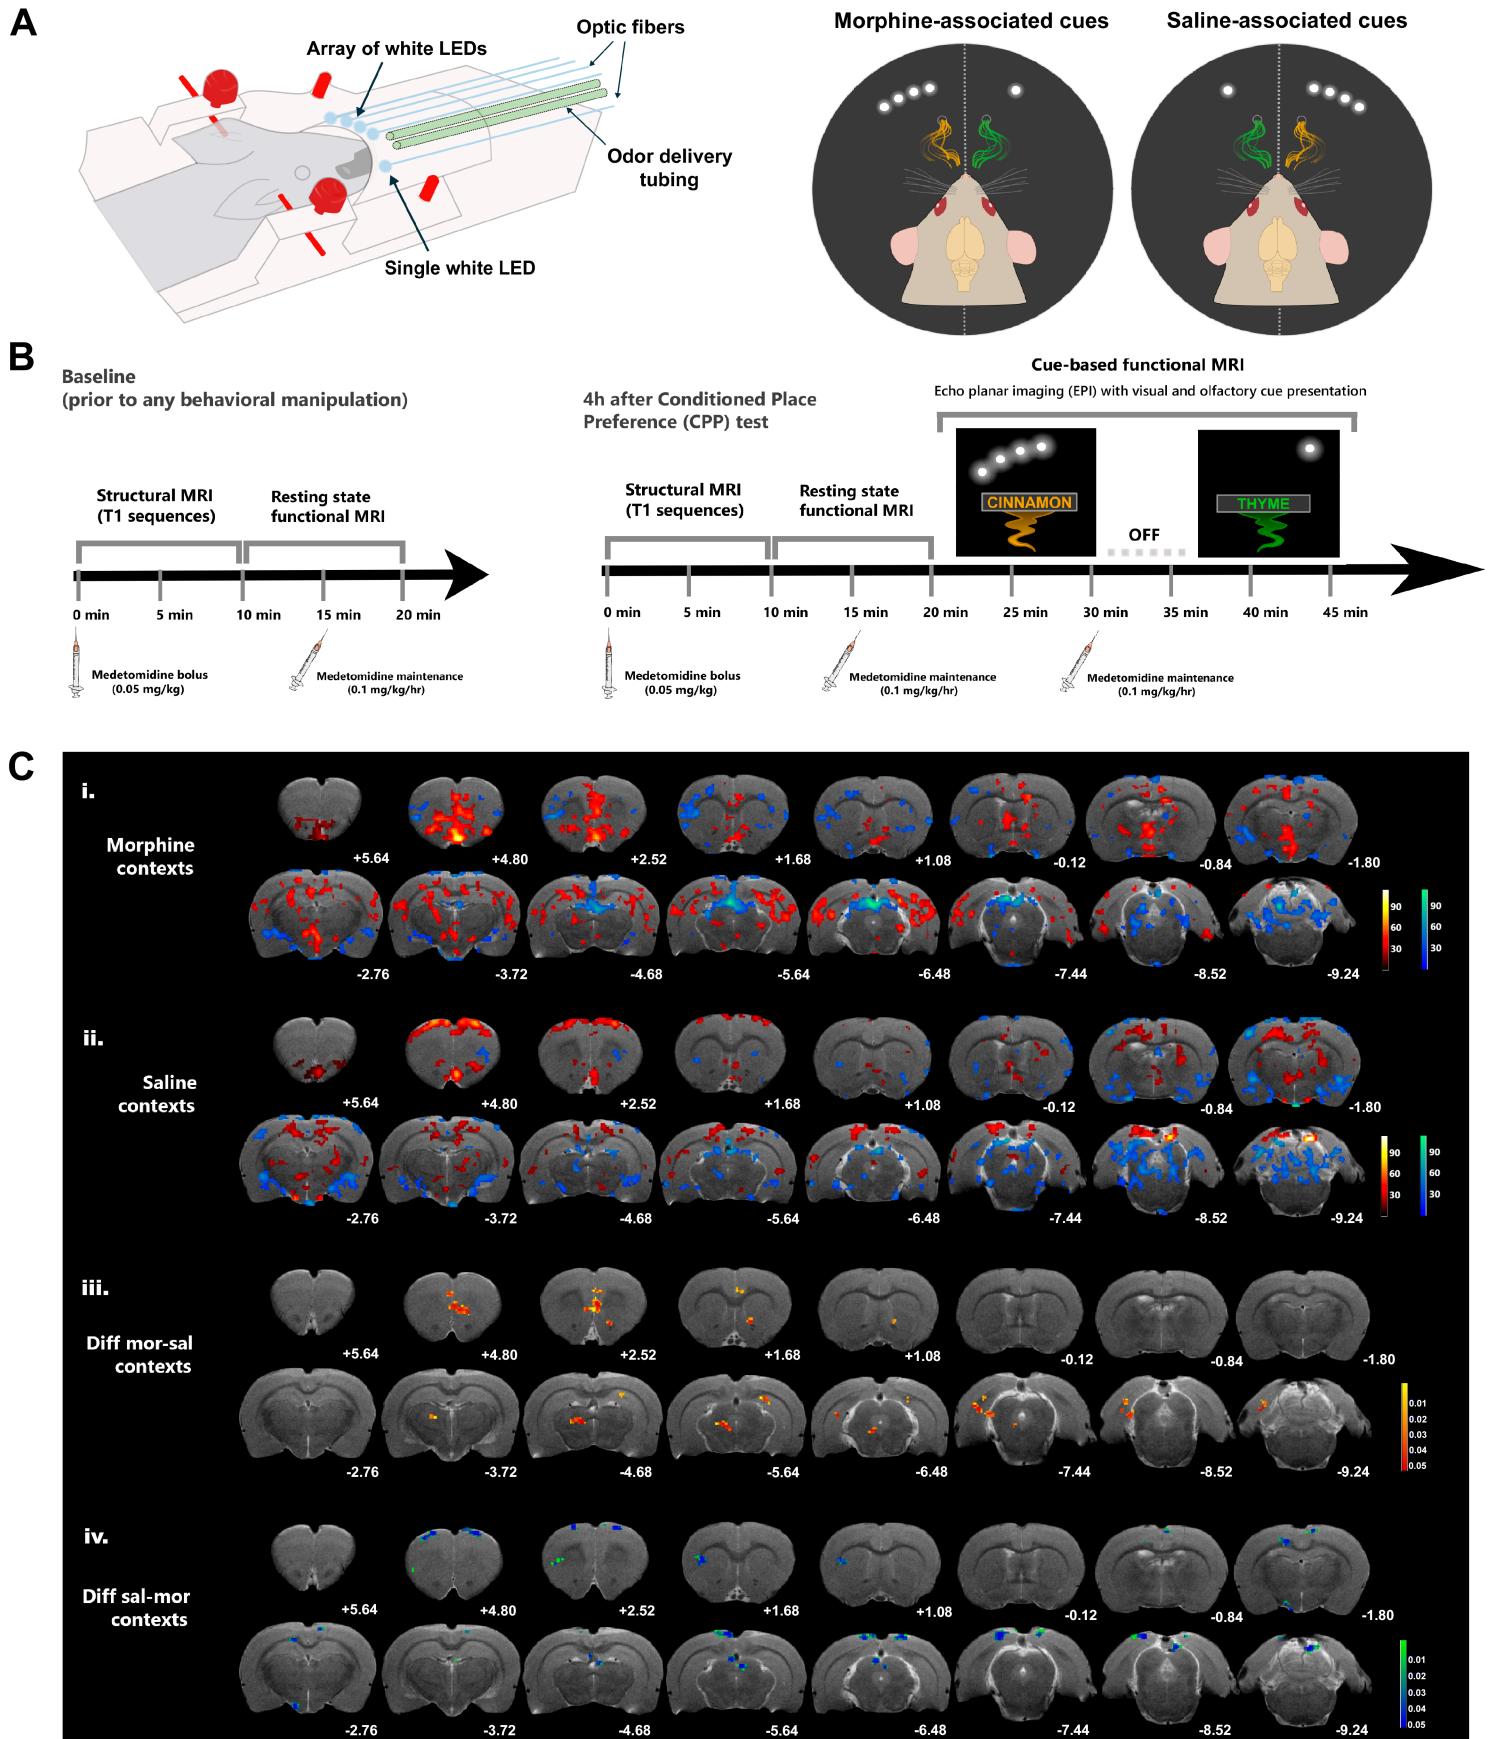 A
Array of white LEDs
Optic fibers
Odor delivery
tubing
Single white LED
Morphine-associated cues
Saline-associated cues
B
Baseline
(prior to any behavioral manipulation)
Structural MRI
(T1 sequences)
Resting state
functional MRI
0 min
5 min
10 min
15 min
20 min
Medetomidine bolus
(0.05 mg/kg)
Medetomidine maintenance
(0.1 mg/kg/hr)
4h after Conditioned Place
Preference (CPP) test
Cue-based functional MRI
Echo planar imaging (EPI) with visual and olfactory cue presentation
Structural MRI
(T1 sequences)
Resting state
functional MRI
CINNAMON
OFF
THYME
0 min
5 min
10 min
15 min
20 min
25 min
30 min
35 min
40 min
45 min
Medetomidine bolus
(0.05 mg/kg)
Medetomidine maintenance
(0.1 mg/kg/hr)
Medetomidine maintenance
(0.1 mg/kg/hr)
C
i.
Morphine
contexts
+5.64
+4.80
+2.52
+1.68
+1.08
-0.12
-0.84
-1.80
-2.76
-3.72
-4.68
-5.64
-6.48
-7.44
-8.52
-9.24
90
60
30
90
60
30
ii.
Saline
contexts
+5.64
+4.80
+2.52
+1.68
+1.08
-0.12
-0.84
-1.80
-2.76
-3.72
-4.68
-5.64
-6.48
-7.44
-8.52
-9.24
90
60
30
90
60
30
iii.
Diff mor-sal
contexts
+5.64
+4.80
+2.52
+1.68
+1.08
-0.12
-0.84
-1.80
-2.76
-3.72
-4.68
-5.64
-6.48
-7.44
-8.52
-9.24
0.01
0.02
0.03
0.04
0.05
iv.
Diff sal-mor
contexts
+5.64
+4.80
+2.52
+1.68
+1.08
-0.12
-0.84
-1.80
-2.76
-3.72
-4.68
-5.64
-6.48
-7.44
-8.52
-9.24
0.01
0.02
0.03
0.04
0.05